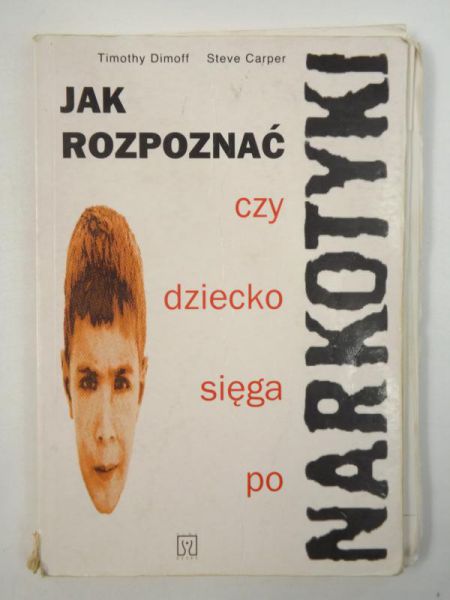 Timothy Dimoff Steve Carper
JAK
ROZPOZNAĆ
czy
dziecko
sięga
po
NARKOTYKI